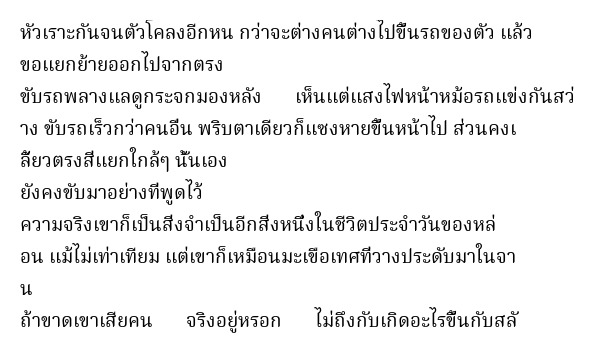 หัวเราะกันจนตัวโคลงอีกหน กว่าจะต่างคนต่างไปขึ้นรถของตัว แล้ว
ขอแยกย้ายออกไปจากตรง
ขับรถพลางแลดูกระจกมองหลัง เห็นแต่แสงไฟหน้าหม้อรถแข่งกันสว่
าง ขับรถเร็วกว่าคนอื่น พริบตาเดียวก็แซงหายขึ้นหน้าไป ส่วนคงเ
ลี้ยวตรงสี่แยกใกล้ๆ นั้นเอง
ยังคงขับมาอย่างที่พูดไว้
ความจริงเขาก็เป็นสิ่งจำเป็นอีกสิ่งหนึ่งในชีวิตประจำวันของหล่
อน แม้ไม่เท่าเทียม แต่เขาก็เหมือนมะเขือเทศที่วางประดับมาในจา
น
ถ้าขาดเขาเสียคน จริงอยู่หรอก ไม่ถึงกับเกิดอะไรขึ้นกับสลั